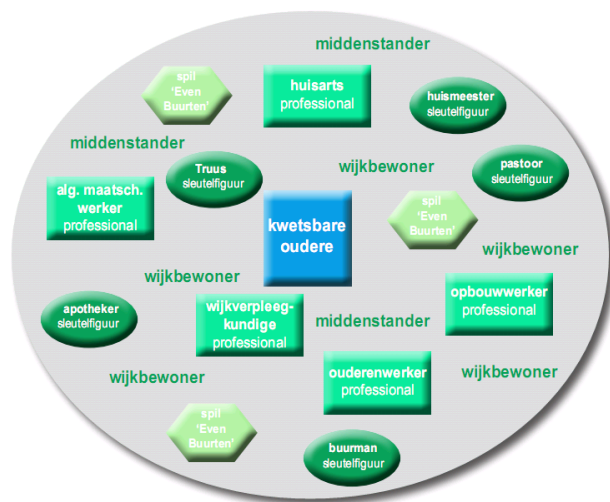 middenstander
spil
'Even
Buurten'
huisarts
professional
huismeester
sleutelfiguur
middenstander
Truus
sleutelfiguur
wijkbewoner
pastoor
sleutelfiguur
alg. maatsch.
werker
professional
kwetsbare
oudere
spil
'Even
Buurten'
wijkbewoner
wijkbewoner
opbouwwerker
professional
apotheker
sleutelfiguur
wijkverpleeg-
kundige
professional
middenstander
ouderenwerker
professional
wijkbewoner
wijkbewoner
spil
'Even
Buurten'
buurman
sleutelfiguur